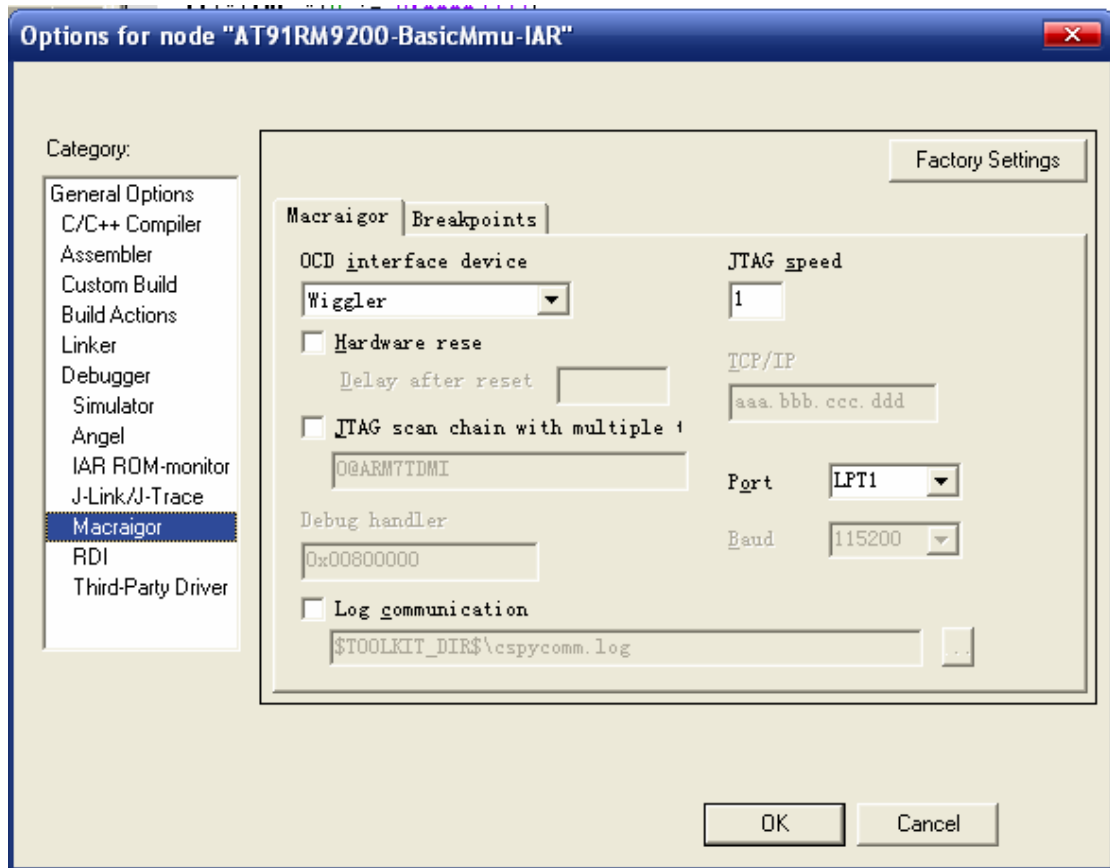 Options for node "AT91RM9200-BasicMmu-IAR"
Category:
General Options
C/C++ Compiler
Assembler
Custom Build
Build Actions
Linker
Debugger
Simulator
Angel
IAR ROM-monitor
J-Link/J-Trace
Macraigor
RDI
Third-Party Driver
Factory Settings
Macraigor
Breakpoints
OCD interface device
Wiggler
JTAG speed
1
Hardware rese
Delay after reset
TCP/IP
aaa.bbb.ccc.ddd
JTAG scan chain with multiple
0@ARM7TDMI
Port
LPT1
Debug handler
0x00800000
Baud
115200
Log communication
$TOOLKIT_DIR$\cspycomm.log
..
OK
Cancel